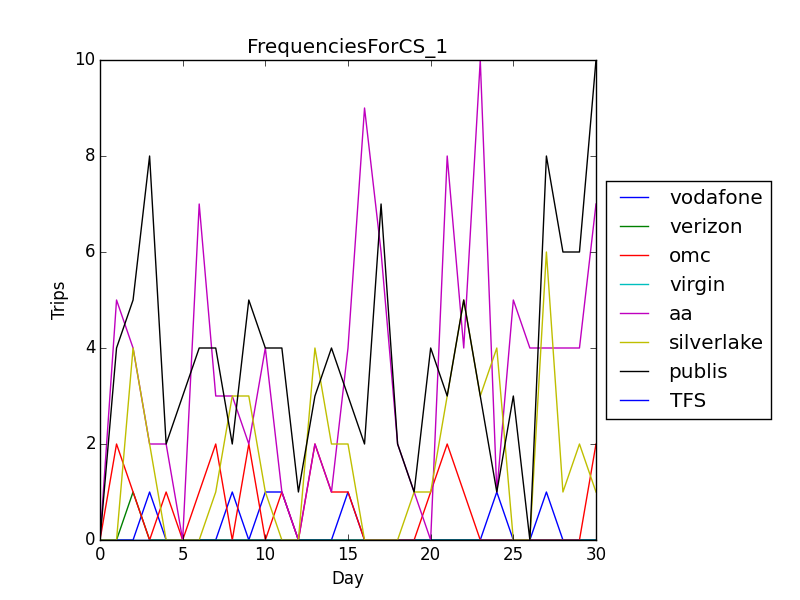 FrequenciesForCS_1
10
8
6
4
2
0
Trips
0 5 10 15 20 25 30
Day
vodafone
verizon
omc
virgin
aa
silverlake
publis
TFS